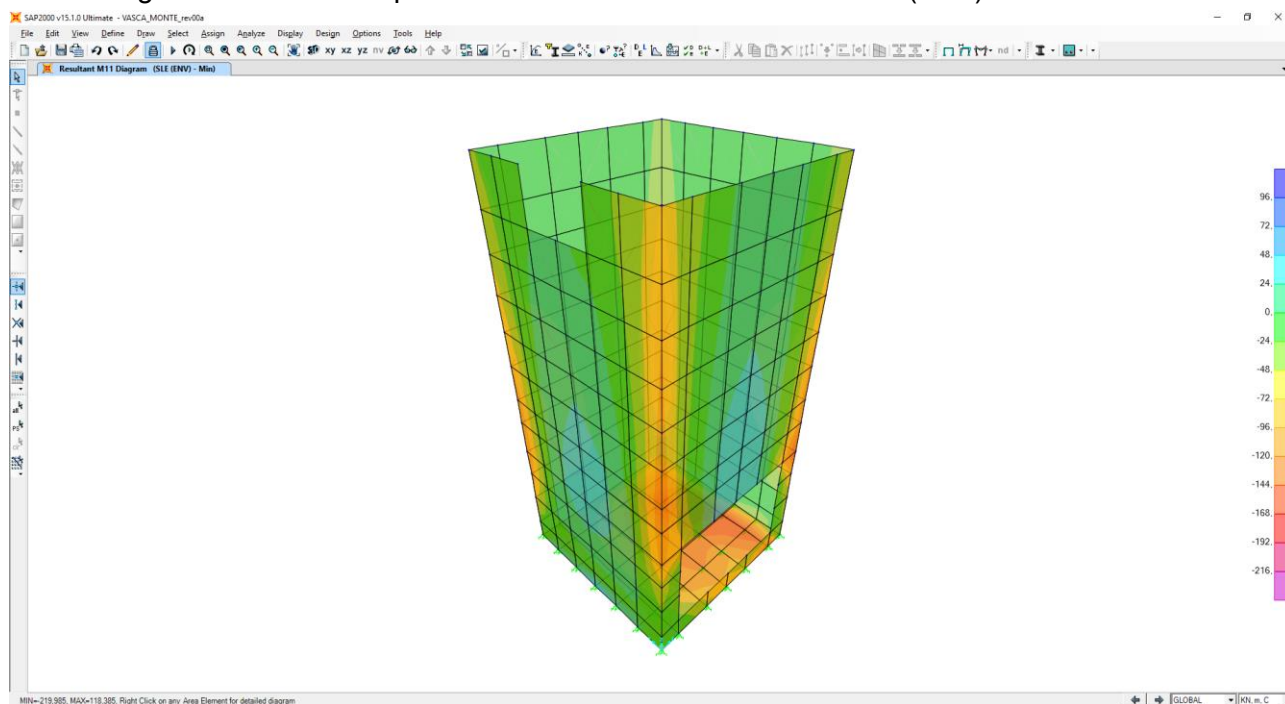 SAP2000 v15.1.0 Ultimate - VASCA_MONTE_rev00a
File Edit View Define Draw Select Assign Analyze Display Design Options Tools Help
xy xz yz nv nd
Resultant M11 Diagram (SLE (ENV) - Min)
96,
72,
48,
24,
0,
-24,
-48,
-72,
-96,
-120,
-144,
-168,
-192,
-216,
MIN=-219.985, MAX=118.385, Right Click on any Area Element for detailed diagram
GLOBAL KN, m, C